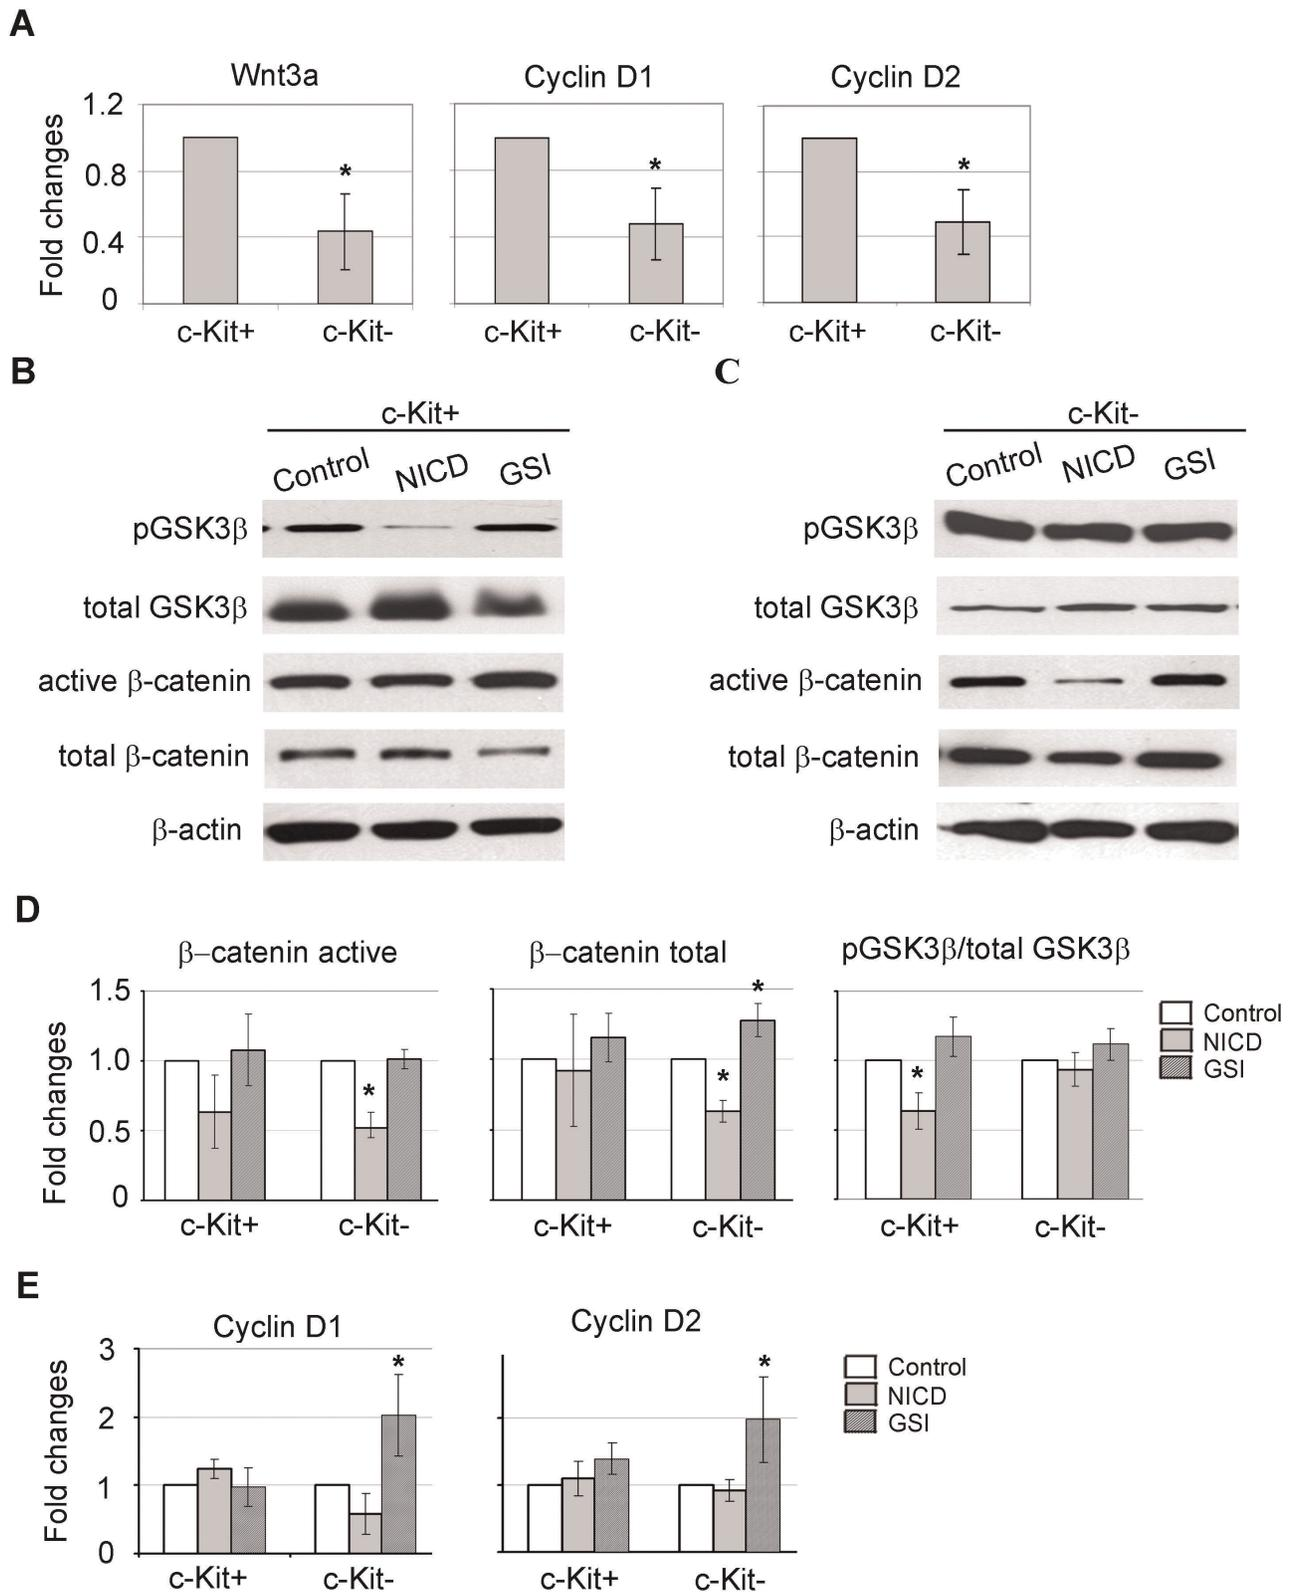 A
Wnt3a
Cyclin D1
Cyclin D2
Fold changes
1.2
0.8
0.4
0
*
*
*
c-Kit+
c-Kit-
c-Kit+
c-Kit-
c-Kit+
c-Kit-
B
c-Kit+
Control
NICD
GSI
pGSK3β
total GSK3β
active β-catenin
total β-catenin
β-actin
C
c-Kit-
Control
NICD
GSI
pGSK3β
total GSK3β
active β-catenin
total β-catenin
β-actin
D
β–catenin active
β–catenin total
pGSK3β/total GSK3β
Fold changes
1.5
1.0
0.5
0
*
*
*
*
c-Kit+
c-Kit-
c-Kit+
c-Kit-
c-Kit+
c-Kit-
Control
NICD
GSI
E
Cyclin D1
Cyclin D2
Fold changes
3
2
1
0
*
*
c-Kit+
c-Kit-
c-Kit+
c-Kit-
Control
NICD
GSI